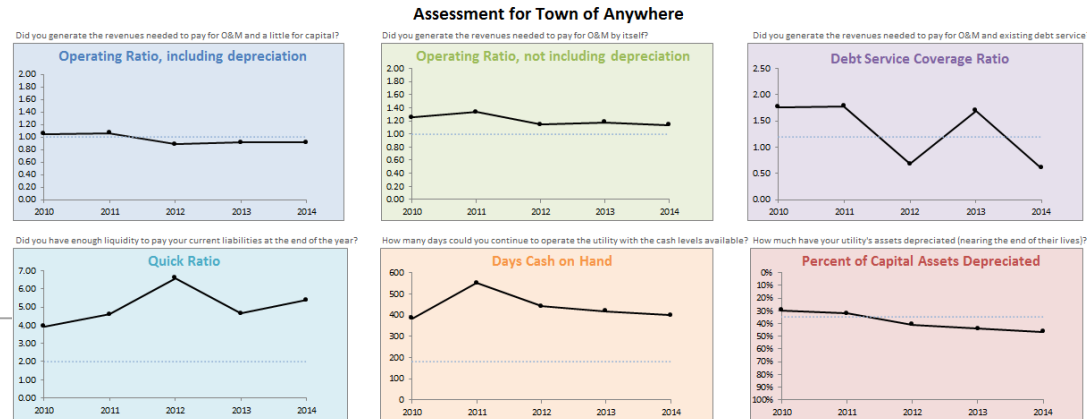 Assessment for Town of Anywhere
Did you generate the revenues needed to pay for O&M and a little for capital?
Operating Ratio, including depreciation
2.00
1.80
1.60
1.40
1.20
1.00
0.80
0.60
0.40
0.20
0.00
2010 2011 2012 2013 2014
Did you generate the revenues needed to pay for O&M by itself?
Operating Ratio, not including depreciation
2.00
1.80
1.60
1.40
1.20
1.00
0.80
0.60
0.40
0.20
0.00
2010 2011 2012 2013 2014
Did you generate the revenues needed to pay for O&M and existing debt service
Debt Service Coverage Ratio
2.50
2.00
1.50
1.00
0.50
0.00
2010 2011 2012 2013 2014
Did you have enough liquidity to pay your current liabilities at the end of the year?
Quick Ratio
7.00
6.00
5.00
4.00
3.00
2.00
1.00
0.00
2010 2011 2012 2013 2014
How many days could you continue to operate the utility with the cash levels available?
Days Cash on Hand
600
500
400
300
200
100
0
2010 2011 2012 2013 2014
How much have your utility's assets depreciated (nearing the end of their lives)?
Percent of Capital Assets Depreciated
0%
10%
20%
30%
40%
50%
60%
70%
80%
90%
100%
2010 2011 2012 2013 2014